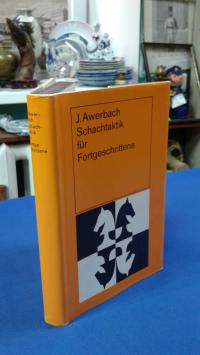 J. Awerbach
Schachtaktik
für
Fortgeschrittene